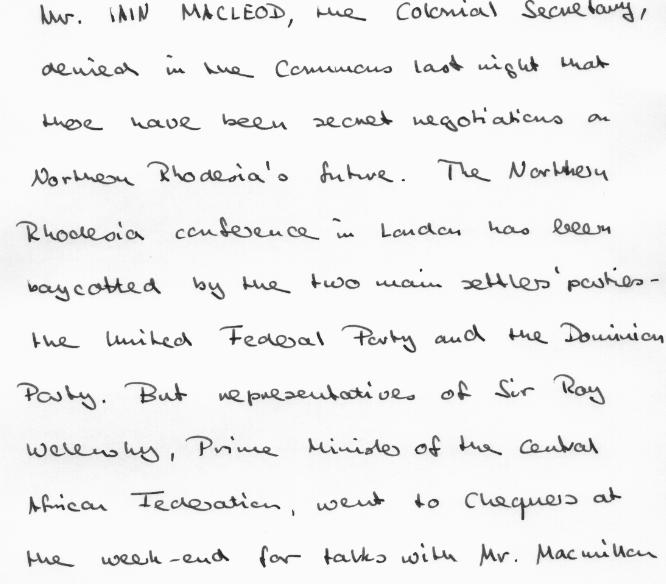 Mr. IAIN MACLEOD, the Colonial Secretary,
denied in the Commons last night that
there have been secret negotiations on
Northern Rhodesia's future. The Northern
Rhodesia conference in London has been
boycotted by the two main settlers' parties -
the United Federal Party and the Dominion
Party. But representatives of Sir Roy
Welensky, Prime Minister of the Central
African Federation, went to Chequers at
the week-end for talks with Mr. Macmillan